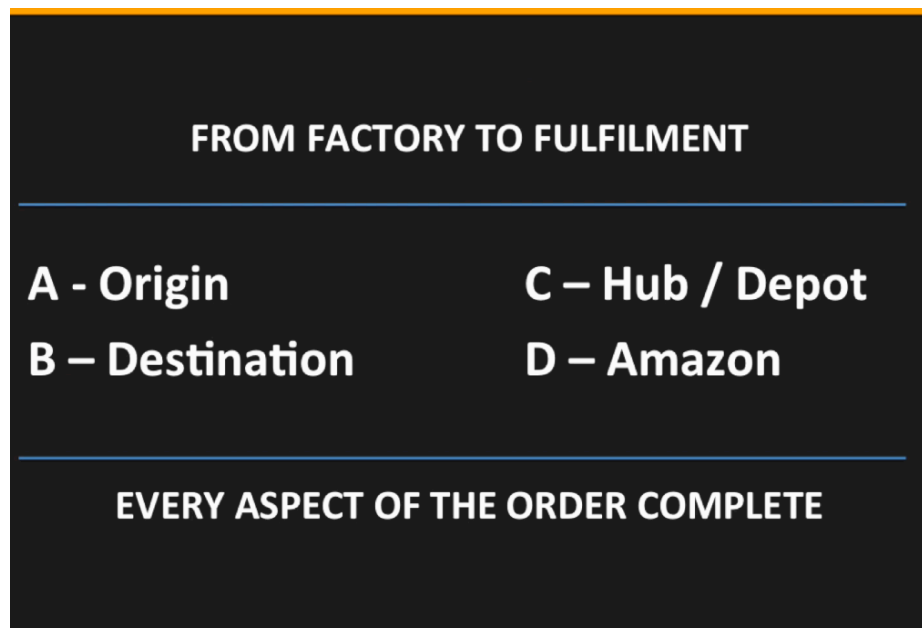 FROM FACTORY TO FULFILMENT
A - Origin
B – Destination
C – Hub / Depot
D – Amazon
EVERY ASPECT OF THE ORDER COMPLETE